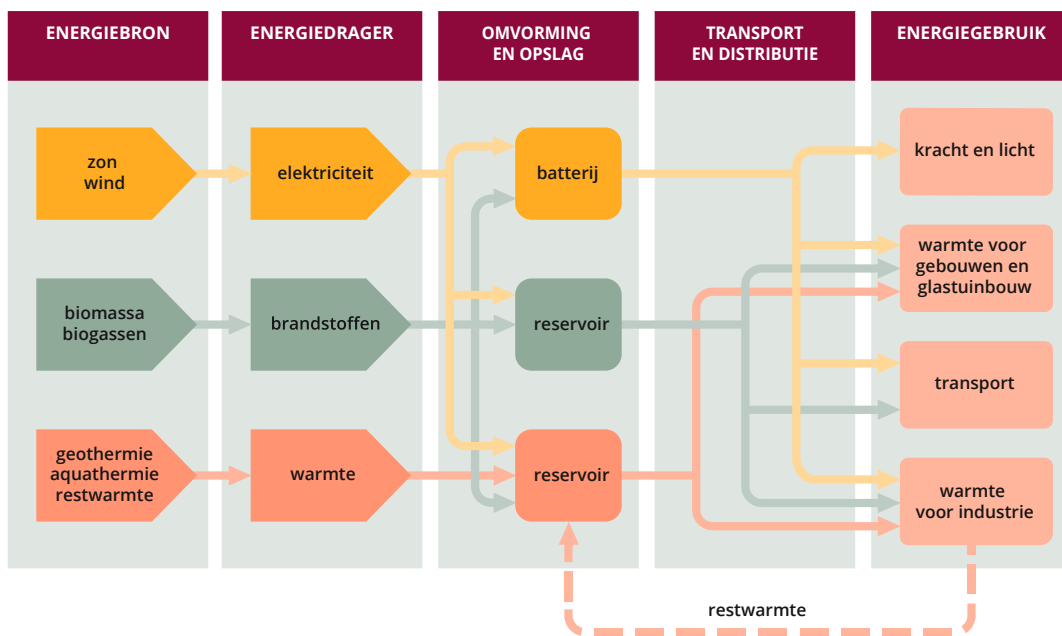 ENERGIEBRON
ENERGIEDRAGER
OMVORMING
EN OPSLAG
TRANSPORT
EN DISTRIBUTIE
ENERGIEGEBRUIK
zon
wind
elektriciteit
batterij
kracht en licht
warmte voor
gebouwen en
glastuinbouw
biomassa
biogassen
brandstoffen
reservoir
transport
geothermie
aquathermie
restwarmte
warmte
reservoir
warmte
voor industrie
restwarmte